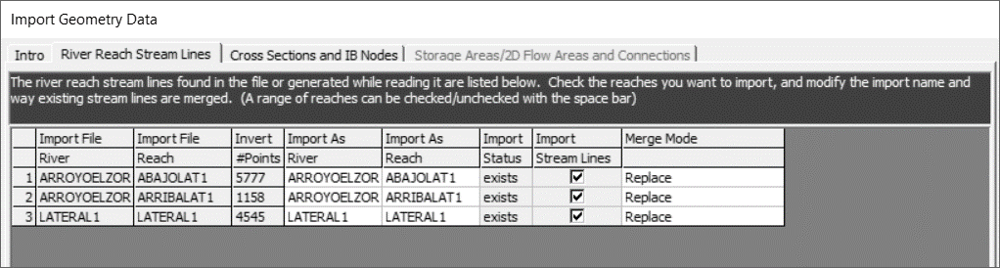 Import Geometry Data
Intro River Reach Stream Lines Cross Sections and IB Nodes Storage Areas/2D Flow Areas and Connections
The river reach stream lines found in the file or generated while reading it are listed below. Check the reaches you want to import, and modify the import name and
way existing stream lines are merged. (A range of reaches can be checked/unchecked with the space bar)
Import File Import File Invert Import As Import As Import Import Merge Mode
River Reach #Points River Reach Status Stream Lines
1 ARROYOELZOR ABAJOLAT1 5777 ARROYOELZOR ABAJOLAT1 exists Replace
2 ARROYOELZOR ARRIBALAT1 1158 ARROYOELZOR ARRIBALAT1 exists Replace
3 LATERAL1 LATERAL1 4545 LATERAL1 LATERAL1 exists Replace